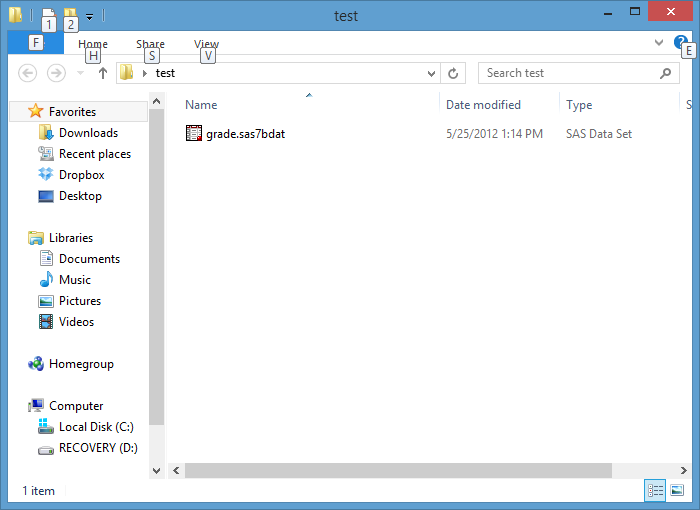 1 2 test
F Home Share View E
H S V
test Search test
Favorites
Downloads
Recent places
Dropbox
Desktop
Libraries
Documents
Music
Pictures
Videos
Homegroup
Computer
Local Disk (C:)
RECOVERY (D:)
Name Date modified Type S
grade.sas7bdat 5/25/2012 1:14 PM SAS Data Set
1 item